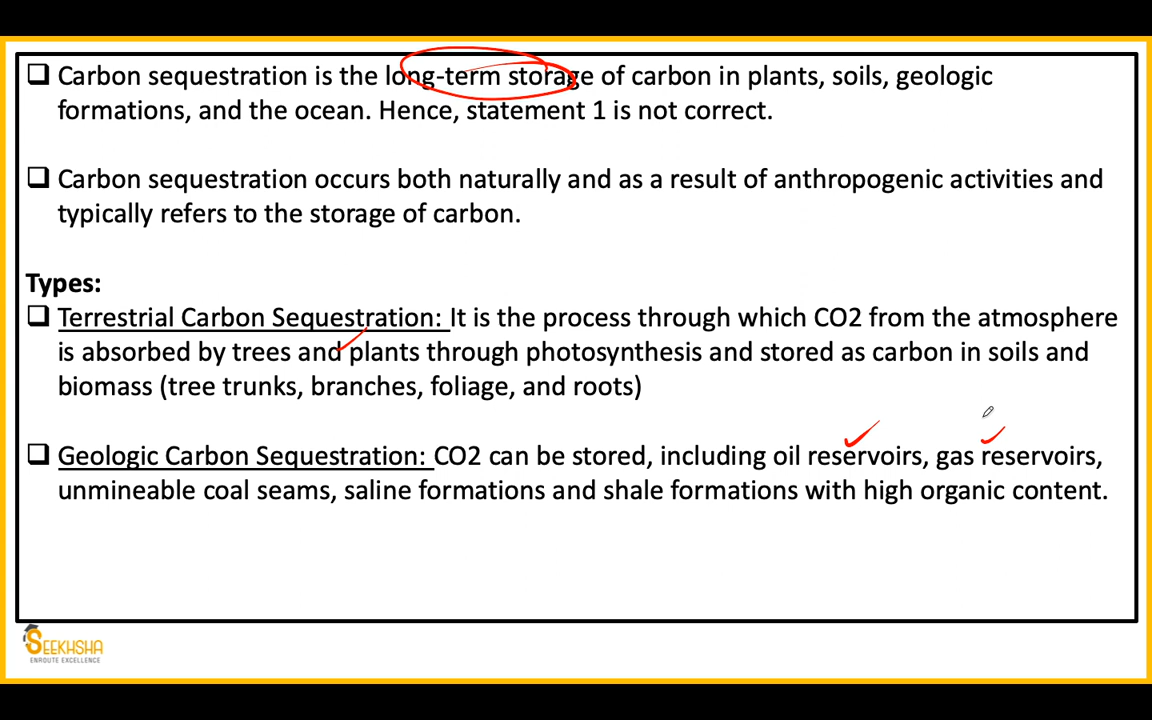 ❑ Carbon sequestration is the long-term storage of carbon in plants, soils, geologic
formations, and the ocean. Hence, statement 1 is not correct.
❑ Carbon sequestration occurs both naturally and as a result of anthropogenic activities and
typically refers to the storage of carbon.
Types:
❑ Terrestrial Carbon Sequestration: It is the process through which CO2 from the atmosphere
is absorbed by trees and plants through photosynthesis and stored as carbon in soils and
biomass (tree trunks, branches, foliage, and roots)
❑ Geologic Carbon Sequestration: CO2 can be stored, including oil reservoirs, gas reservoirs,
unmineable coal seams, saline formations and shale formations with high organic content.
SEEKHSHA
ENROUTE EXCELLENCE